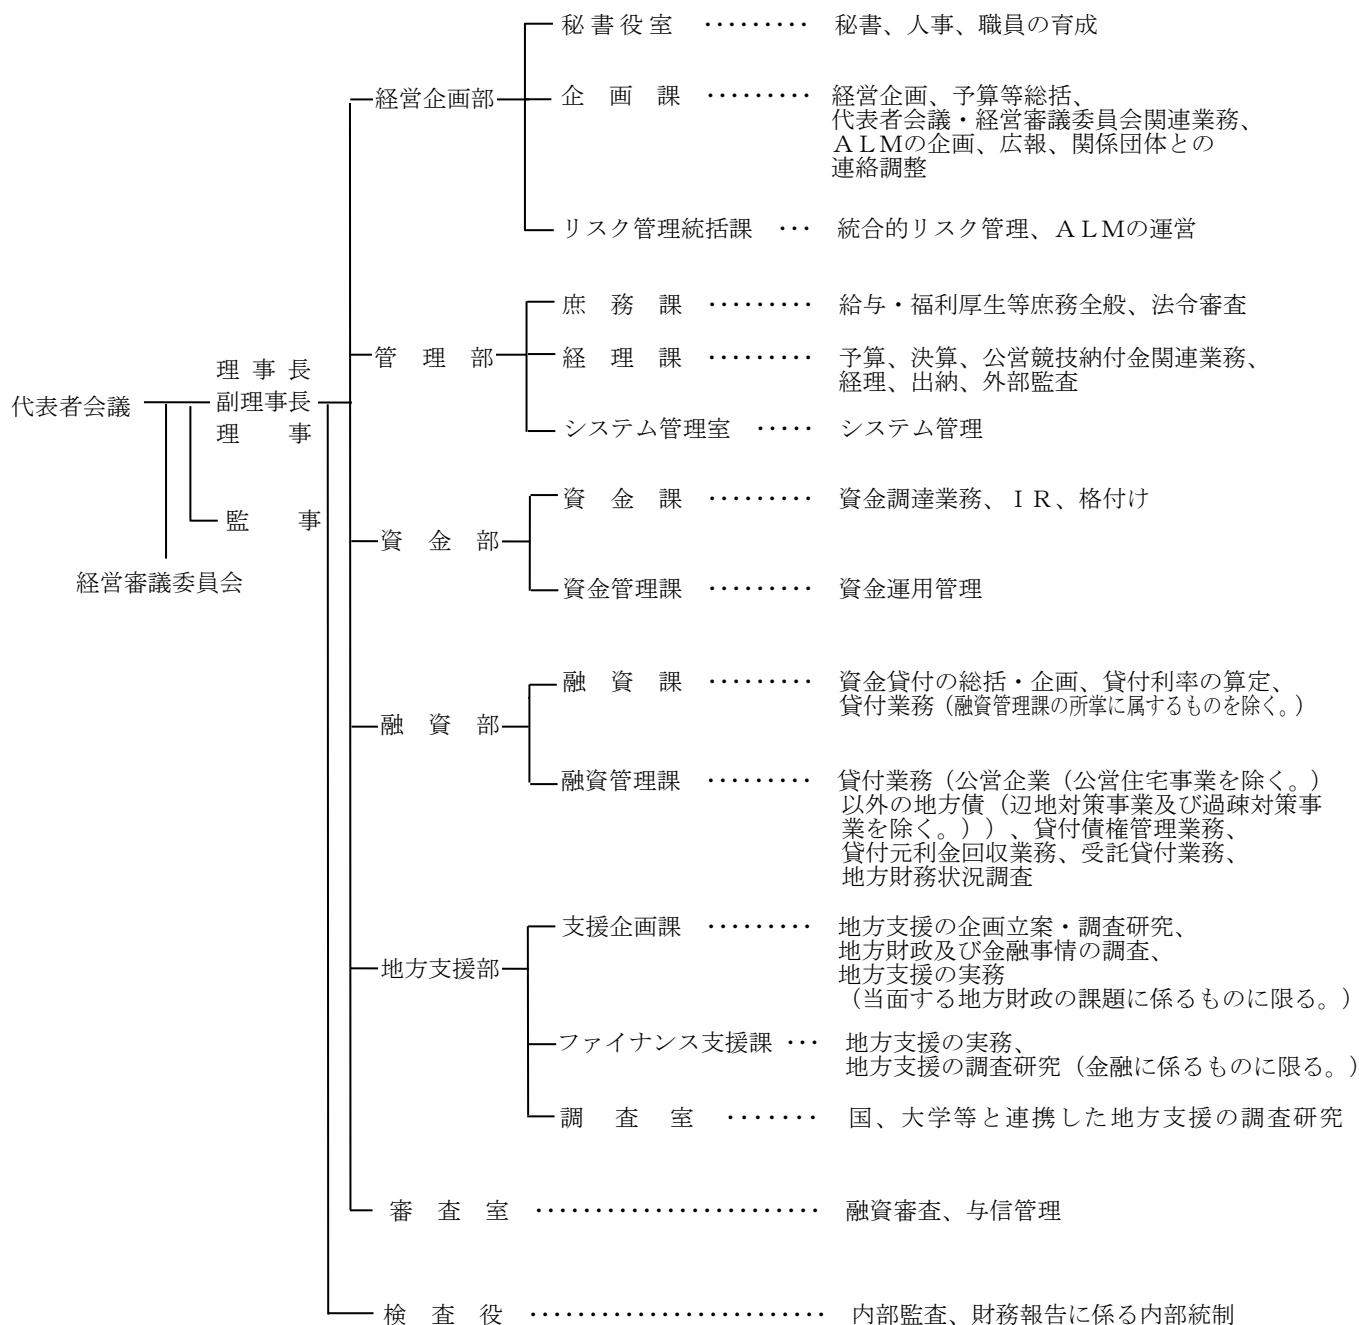 秘書役室 ········· 秘書、人事、職員の育成
経営企画部
企画課 ········· 経営企画、予算等総括、
代表者会議・経営審議委員会関連業務、
ＡＬＭの企画、広報、関係団体との
連絡調整
リスク管理統括課 ··· 統合的リスク管理、ＡＬＭの運営
庶務課 ········· 給与・福利厚生等庶務全般、法令審査
管理部
経理課 ········· 予算、決算、公営競技納付金関連業務、
経理、出納、外部監査
システム管理室 ····· システム管理
代表者会議
理事長
副理事長
理事
監事
経営審議委員会
資金課 ········· 資金調達業務、ＩＲ、格付け
資金部
資金管理課 ········· 資金運用管理
融資課 ········· 資金貸付の総括・企画、貸付利率の算定、
貸付業務（融資管理課の所掌に属するものを除く。）
融資部
融資管理課 ········· 貸付業務（公営企業（公営住宅事業を除く。）
以外の地方債（辺地対策事業及び過疎対策事
業を除く。））、貸付債権管理業務、
貸付元利金回収業務、受託貸付業務、
地方財務状況調査
支援企画課 ········· 地方支援の企画立案・調査研究、
地方財政及び金融事情の調査、
地方支援の実務
（当面する地方財政の課題に係るものに限る。）
地方支援部
ファイナンス支援課 ··· 地方支援の実務、
地方支援の調査研究（金融に係るものに限る。）
調査室 ······· 国、大学等と連携した地方支援の調査研究
審査室 ························ 融資審査、与信管理
検査役 ·························· 内部監査、財務報告に係る内部統制